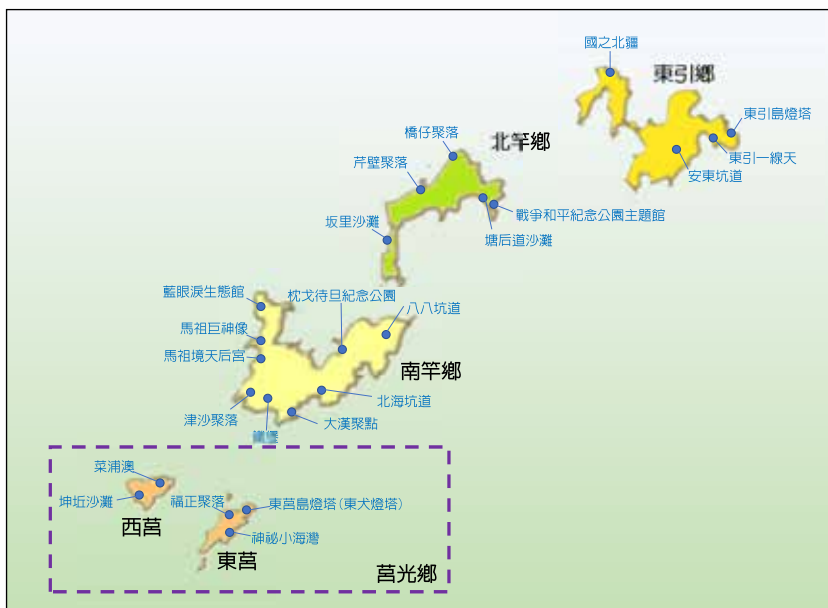 國之北疆
東引鄉
東引島燈塔
東引一線天
安東坑道
橋仔聚落
北竿鄉
芹壁聚落
戰爭和平紀念公園主題館
坂里沙灘
塘后道沙灘
藍眼淚生態館
枕戈待旦紀念公園
八八坑道
馬祖巨神像
馬祖境天后宮
南竿鄉
北海坑道
津沙聚落
大漢聚點
鐵堡
菜浦澳
坤坵沙灘
福正聚落
東莒島燈塔(東犬燈塔)
西莒
神祕小海灣
東莒
莒光鄉